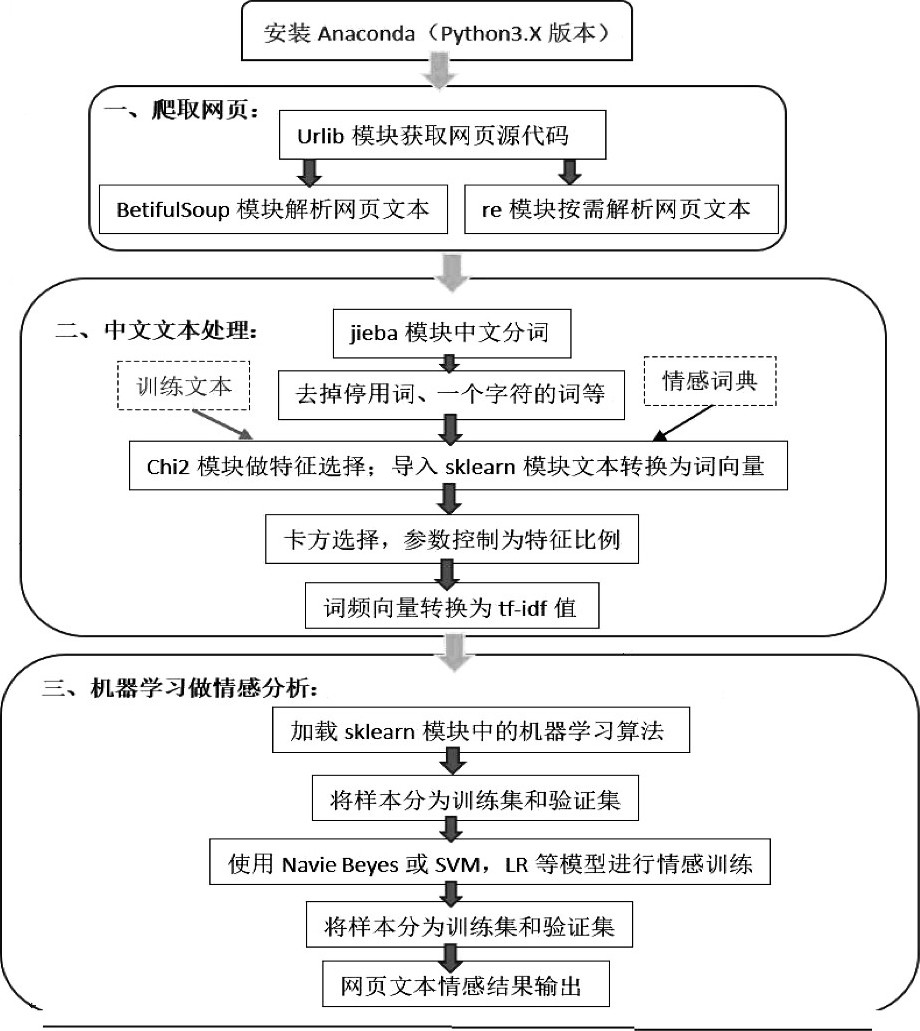 安装 Anaconda（Python3.X 版本）
一、爬取网页：
Urlib 模块获取网页源代码
BetifulSoup 模块解析网页文本
re 模块按需解析网页文本
二、中文文本处理：
jieba 模块中文分词
训练文本
去掉停用词、一个字符的词等
情感词典
Chi2 模块做特征选择；导入 sklearn 模块文本转换为词向量
卡方选择，参数控制为特征比例
词频向量转换为 tf-idf 值
三、机器学习做情感分析：
加载 sklearn 模块中的机器学习算法
将样本分为训练集和验证集
使用 Navie Beyes 或 SVM，LR 等模型进行情感训练
将样本分为训练集和验证集
网页文本情感结果输出